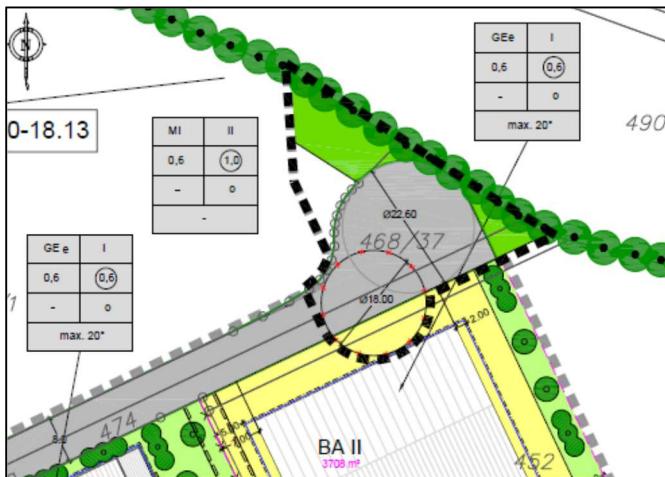 N
GEe I
0,6 0,6
- o
max. 20°
490
0-18.13
MI II
0,6 1,0
- o
-
Ø22.60
468/37
GE e I
0,6 0,6
- o
max. 20°
Ø18.00
2.00
474
5.00
BA II
3708 m²
452